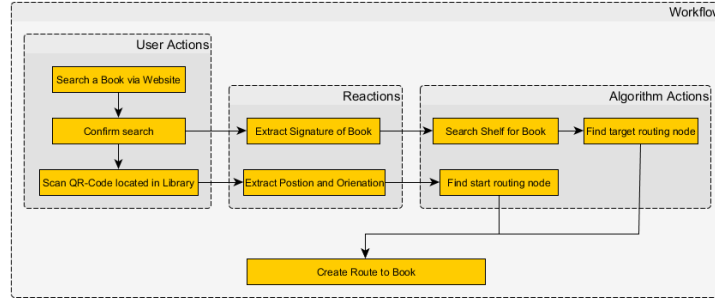 Workflow
User Actions
Search a Book via Website
Confirm search
Scan QR-Code located in Library
Reactions
Extract Signature of Book
Extract Postion and Orienation
Algorithm Actions
Search Shelf for Book
Find target routing node
Find start routing node
Create Route to Book